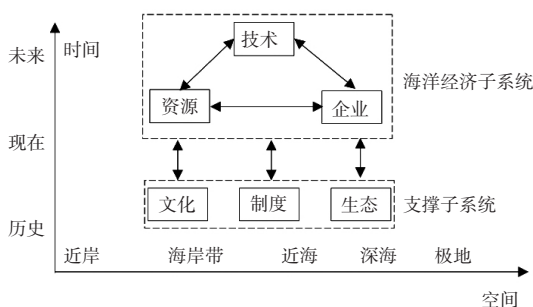 技术
未来 时间
海洋经济子系统
资源 企业
现在
文化 制度 生态 支撑子系统
历史
近岸 海岸带 近海 深海 极地
空间